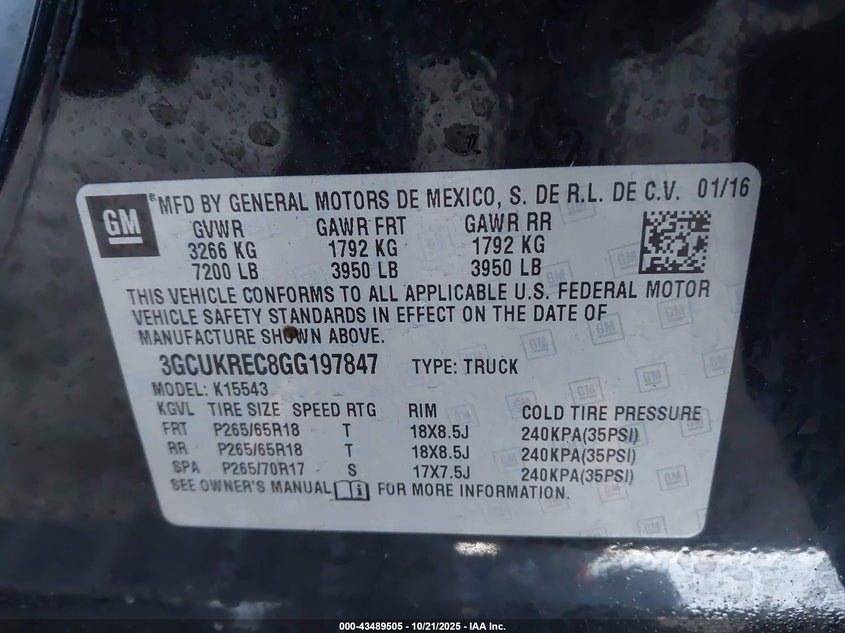 GM ® MFD BY GENERAL MOTORS DE MEXICO, S. DE R.L. DE C.V. 01/16
GVWR GAWR FRT GAWR RR
3266 KG 1792 KG 1792 KG
7200 LB 3950 LB 3950 LB
THIS VEHICLE CONFORMS TO ALL APPLICABLE U.S. FEDERAL MOTOR
VEHICLE SAFETY STANDARDS IN EFFECT ON THE DATE OF
MANUFACTURE SHOWN ABOVE.
3GCUKREC8GG197847 TYPE: TRUCK
MODEL: K15543
KGVL TIRE SIZE SPEED RTG RIM COLD TIRE PRESSURE
FRT P265/65R18 T 18X8.5J 240KPA(35PSI)
RR P265/65R18 T 18X8.5J 240KPA(35PSI)
SPA P265/70R17 S 17X7.5J 240KPA(35PSI)
SEE OWNER'S MANUAL i FOR MORE INFORMATION.
000-43489505 - 10/21/2025 - IAA Inc.